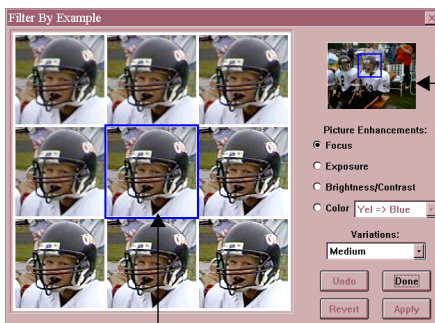 Filter By Example
Picture Enhancements:
Focus
Exposure
Brightness/Contrast
Color
Yel => Blue
Variations:
Medium
Undo
Done
Revert
Apply